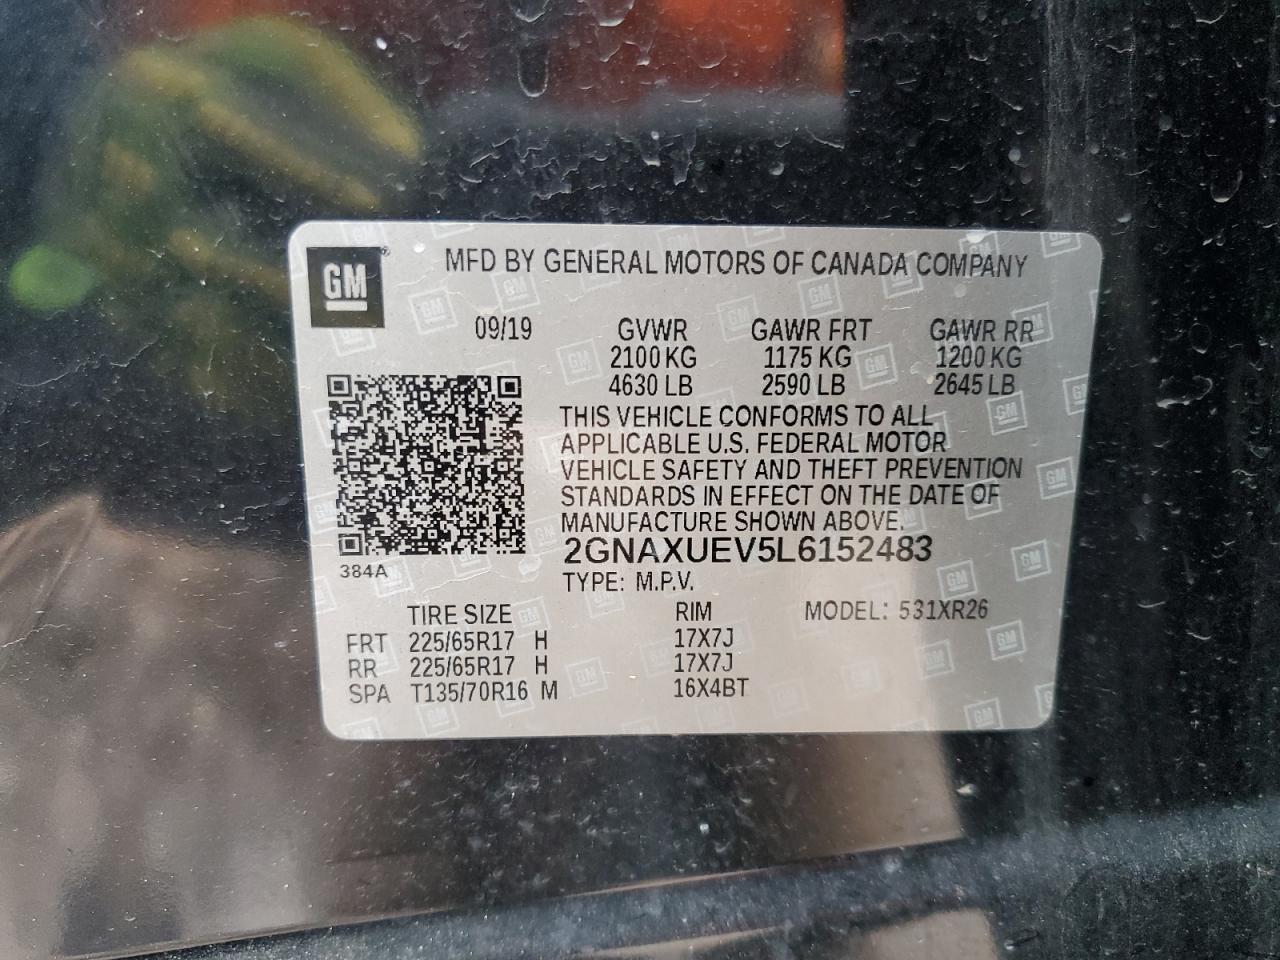 GM
MFD BY GENERAL MOTORS OF CANADA COMPANY
09/19 GVWR GAWR FRT GAWR RR
2100 KG 1175 KG 1200 KG
4630 LB 2590 LB 2645 LB
THIS VEHICLE CONFORMS TO ALL
APPLICABLE U.S. FEDERAL MOTOR
VEHICLE SAFETY AND THEFT PREVENTION
STANDARDS IN EFFECT ON THE DATE OF
MANUFACTURE SHOWN ABOVE.
2GNAXUEV5L6152483
384A
TYPE: M.P.V.
TIRE SIZE RIM MODEL: 531XR26
FRT 225/65R17 H 17X7J
RR 225/65R17 H 17X7J
SPA T135/70R16 M 16X4BT